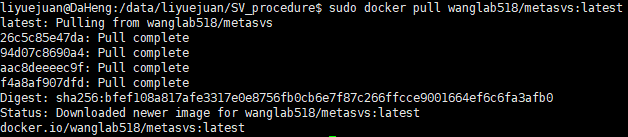 liyuejuan@DaHeng:/data/liyuejuan/SV_procedure$ sudo docker pull wanglab518/metasvs:latest
latest: Pulling from wanglab518/metasvs
26c5c85e47da: Pull complete
94d07c8690a4: Pull complete
aac8deeeec9f: Pull complete
f4a8af907dfd: Pull complete
Digest: sha256:bfef108a817afe3317e0e8756fb0cb6e7f87c266ffcce9001664ef6c6fa3afb0
Status: Downloaded newer image for wanglab518/metasvs:latest
docker.io/wanglab518/metasvs:latest